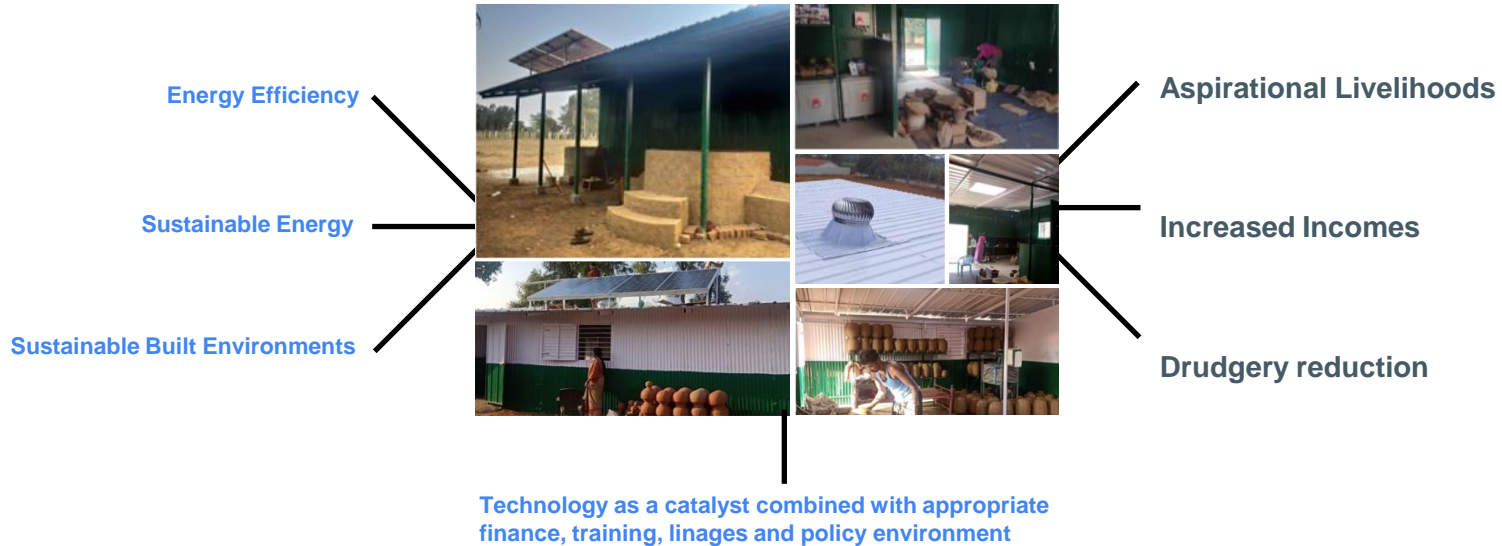 Energy Efficiency
Sustainable Energy
Sustainable Built Environments
Aspirational Livelihoods
Increased Incomes
Drudgery reduction
Technology as a catalyst combined with appropriate
finance, training, linages and policy environment